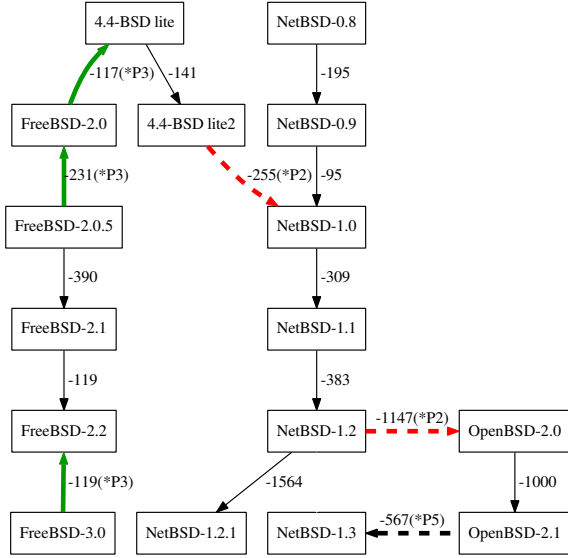 4.4-BSD lite
NetBSD-0.8
-117(*P3)
-141
-195
FreeBSD-2.0
4.4-BSD lite2
NetBSD-0.9
-231(*P3)
-255(*P2)
-95
FreeBSD-2.0.5
NetBSD-1.0
-390
-309
FreeBSD-2.1
NetBSD-1.1
-119
-383
FreeBSD-2.2
NetBSD-1.2
-1147(*P2)
OpenBSD-2.0
-119(*P3)
-1564
-1000
FreeBSD-3.0
NetBSD-1.2.1
NetBSD-1.3
-567(*P5)
OpenBSD-2.1